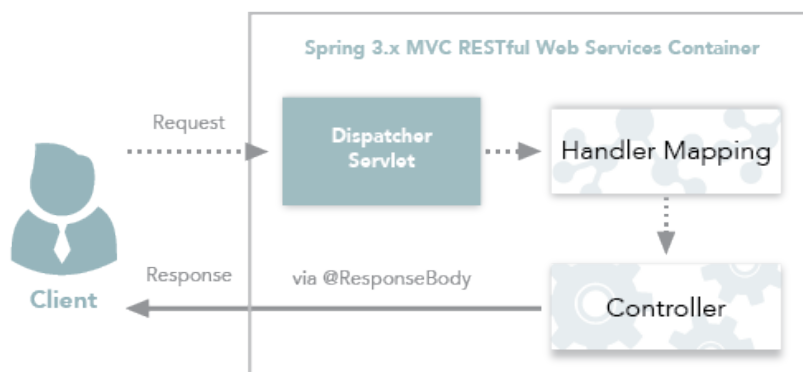 Spring 3.x MVC RESTful Web Services Container
Request
Dispatcher
Servlet
Handler Mapping
Response
via @ResponseBody
Client
Controller